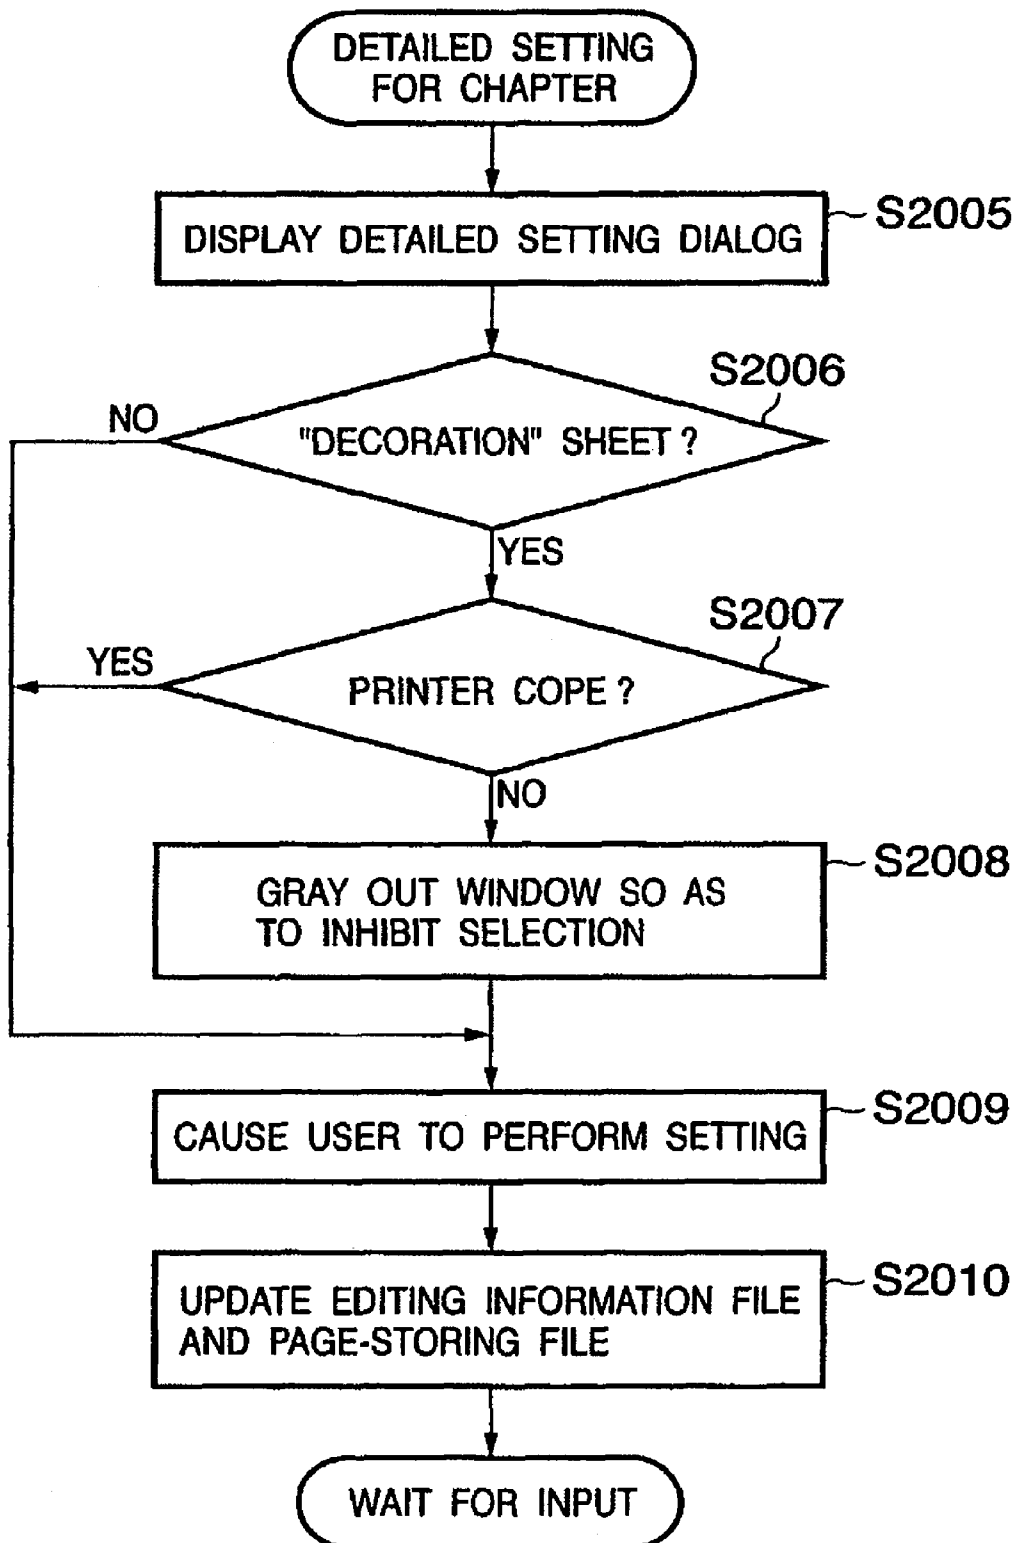 DETAILED SETTING
FOR CHAPTER
DISPLAY DETAILED SETTING DIALOG
S2005
S2006
NO
"DECORATION" SHEET ?
YES
S2007
YES
PRINTER COPE ?
NO
S2008
GRAY OUT WINDOW SO AS
TO INHIBIT SELECTION
S2009
CAUSE USER TO PERFORM SETTING
S2010
UPDATE EDITING INFORMATION FILE
AND PAGE-STORING FILE
WAIT FOR INPUT